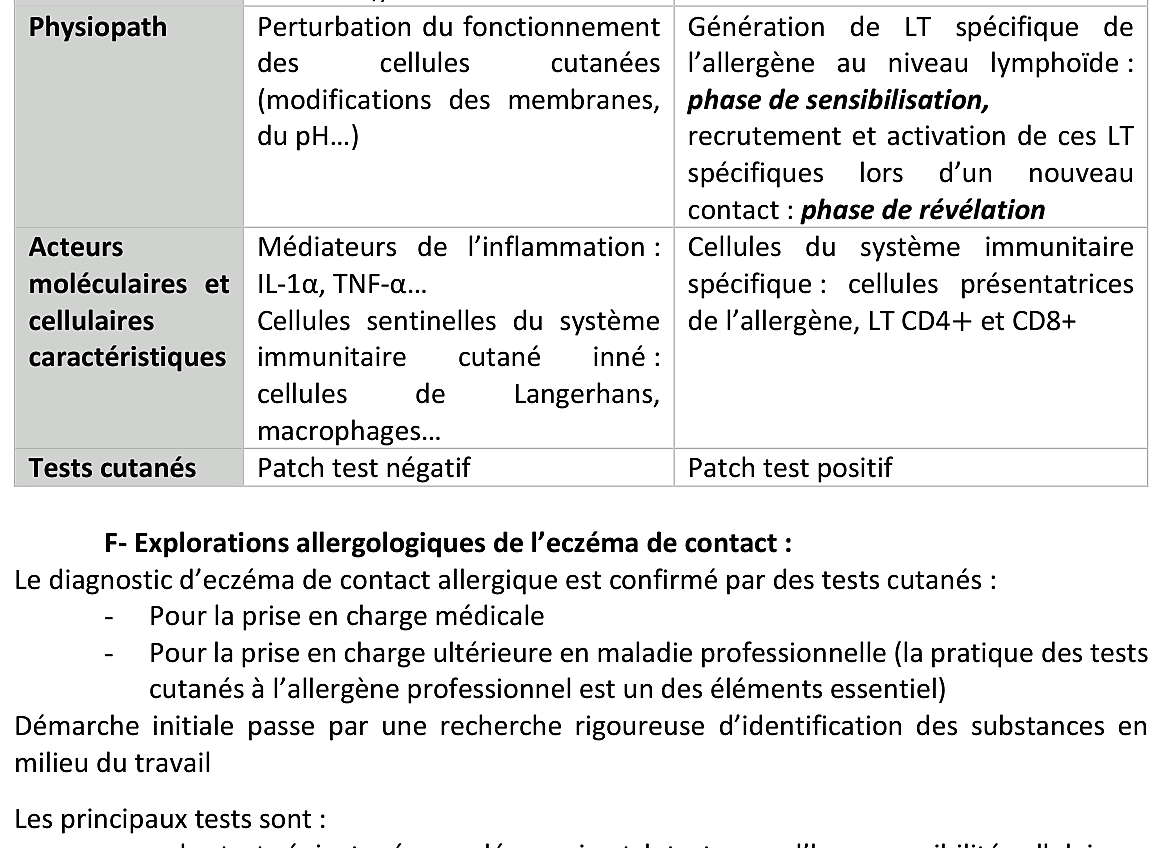 Physiopath
Perturbation du fonctionnement
des cellules cutanées
(modifications des membranes,
du pH…)
Génération de LT spécifique de
l'allergène au niveau lymphoïde :
phase de sensibilisation,
recrutement et activation de ces LT
spécifiques lors d'un nouveau
contact : phase de révélation
Acteurs
moléculaires et
cellulaires
caractéristiques
Médiateurs de l'inflammation :
IL-1α, TNF-α…
Cellules sentinelles du système
immunitaire cutané inné :
cellules de Langerhans,
macrophages…
Cellules du système immunitaire
spécifique : cellules présentatrices
de l'allergène, LT CD4+ et CD8+
Tests cutanés
Patch test négatif
Patch test positif
F- Explorations allergologiques de l'eczéma de contact :
Le diagnostic d'eczéma de contact allergique est confirmé par des tests cutanés :
- Pour la prise en charge médicale
- Pour la prise en charge ultérieure en maladie professionnelle (la pratique des tests
cutanés à l'allergène professionnel est un des éléments essentiel)
Démarche initiale passe par une recherche rigoureuse d'identification des substances en
milieu du travail
Les principaux tests sont :